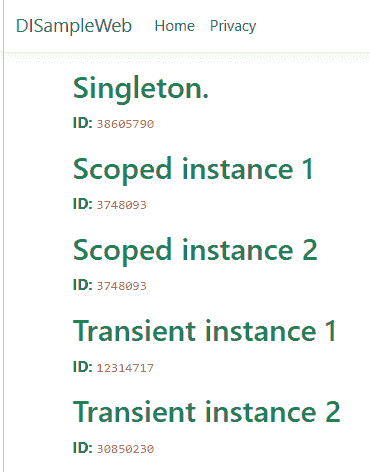 DISampleWeb Home Privacy
Singleton.
ID: 38605790
Scoped instance 1
ID: 3748093
Scoped instance 2
ID: 3748093
Transient instance 1
ID: 12314717
Transient instance 2
ID: 30850230